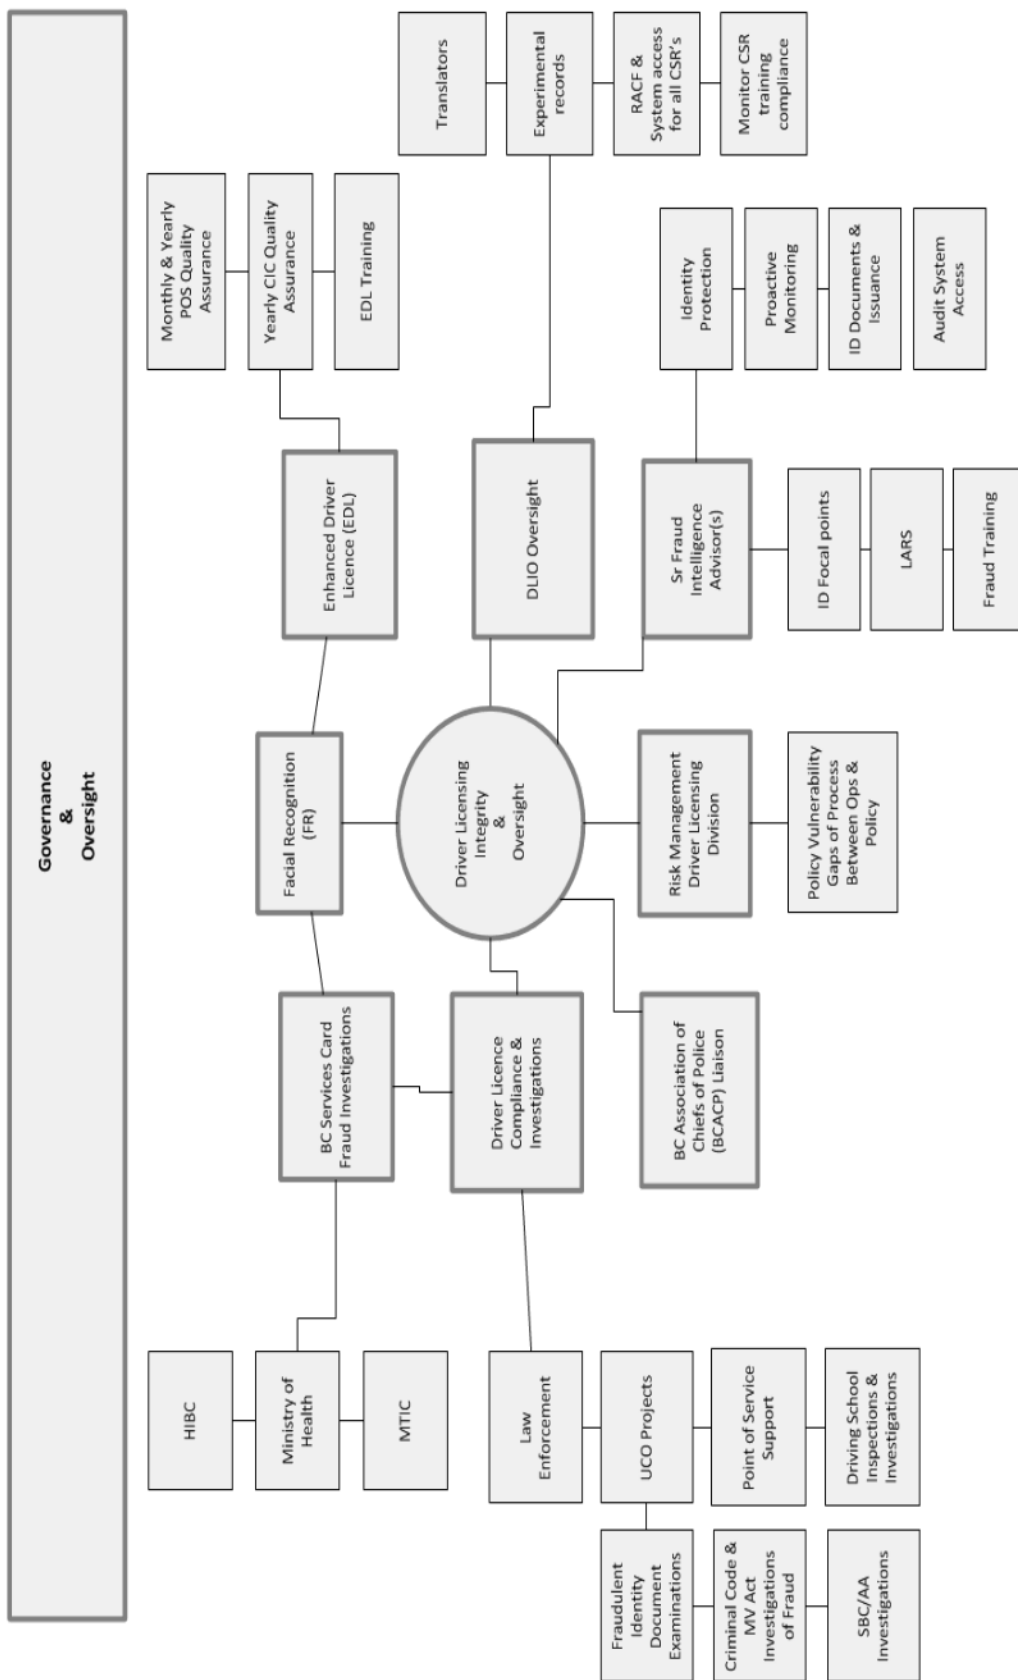 Governance
&
Oversight
HIBC
Ministry of
Health
MTIC
BC Services Card
Fraud Investigations
Facial Recognition
(FR)
Enhanced Driver
Licence (EDL)
Monthly & Yearly
POS Quality
Assurance
Yearly CIC Quality
Assurance
EDL Training
Law
Enforcement
UCO Projects
Point of Service
Support
Driving School
Inspections &
Investigations
Fraudulent
Identity
Document
Examinations
Criminal Code &
MV Act
Investigations
of Fraud
SBC/AA
Investigations
Driver Licence
Compliance &
Investigations
Driver Licensing
Integrity
&
Oversight
DLIO Oversight
Translators
Experimental
records
RACF &
System access
for all CSR's
Monitor CSR
training
compliance
BC Association of
Chiefs of Police
(BCACP) Liaison
Risk Management
Driver Licensing
Division
Policy Vulnerability
Gaps of Process
Between Ops &
Policy
Sr Fraud
Intelligence
Advisor(s)
ID Focal points
LARS
Fraud Training
Identity
Protection
Proactive
Monitoring
ID Documents &
Issuance
Audit System
Access